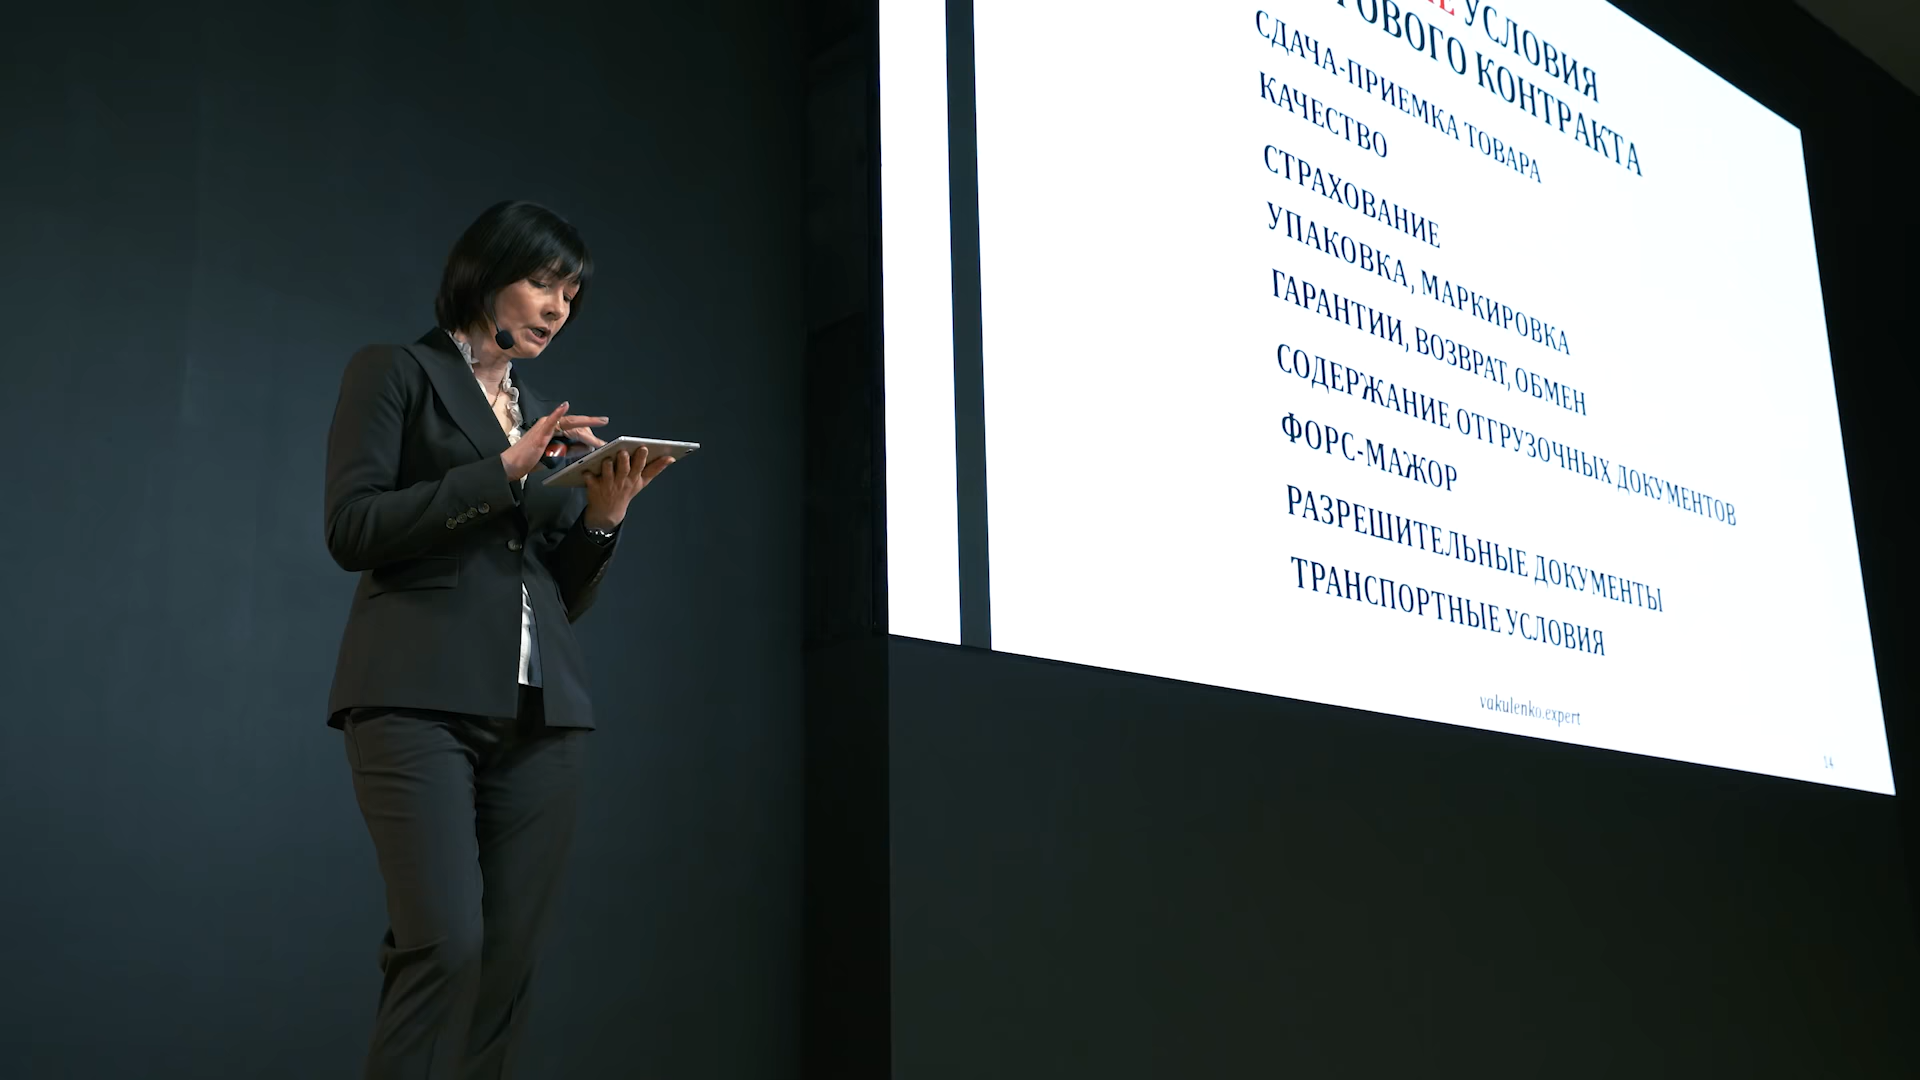 УСЛОВИЯ
КОНТРАКТА
СДАЧА-ПРИЕМКА ТОВАРА
КАЧЕСТВО
СТРАХОВАНИЕ
УПАКОВКА, МАРКИРОВКА
ГАРАНТИИ, ВОЗВРАТ, ОБМЕН
СОДЕРЖАНИЕ ОТГРУЗОЧНЫХ ДОКУМЕНТОВ
ФОРС-МАЖОР
РАЗРЕШИТЕЛЬНЫЕ ДОКУМЕНТЫ
ТРАНСПОРТНЫЕ УСЛОВИЯ
vakulenko.expert
14